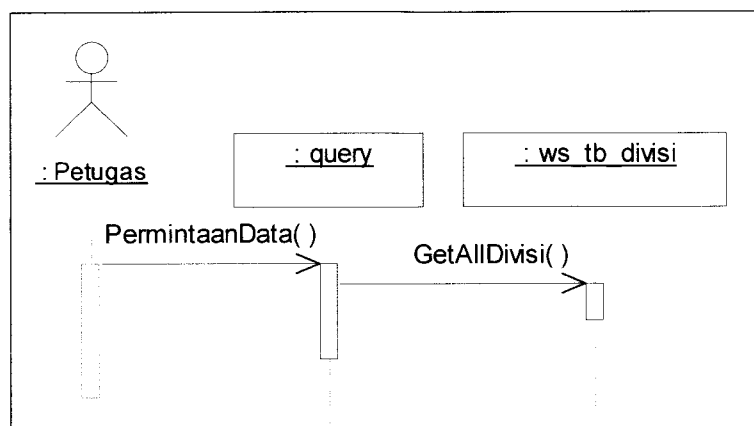 : Petugas
: query
: ws_tb_divisi
PermintaanData( )
GetAllDivisi( )